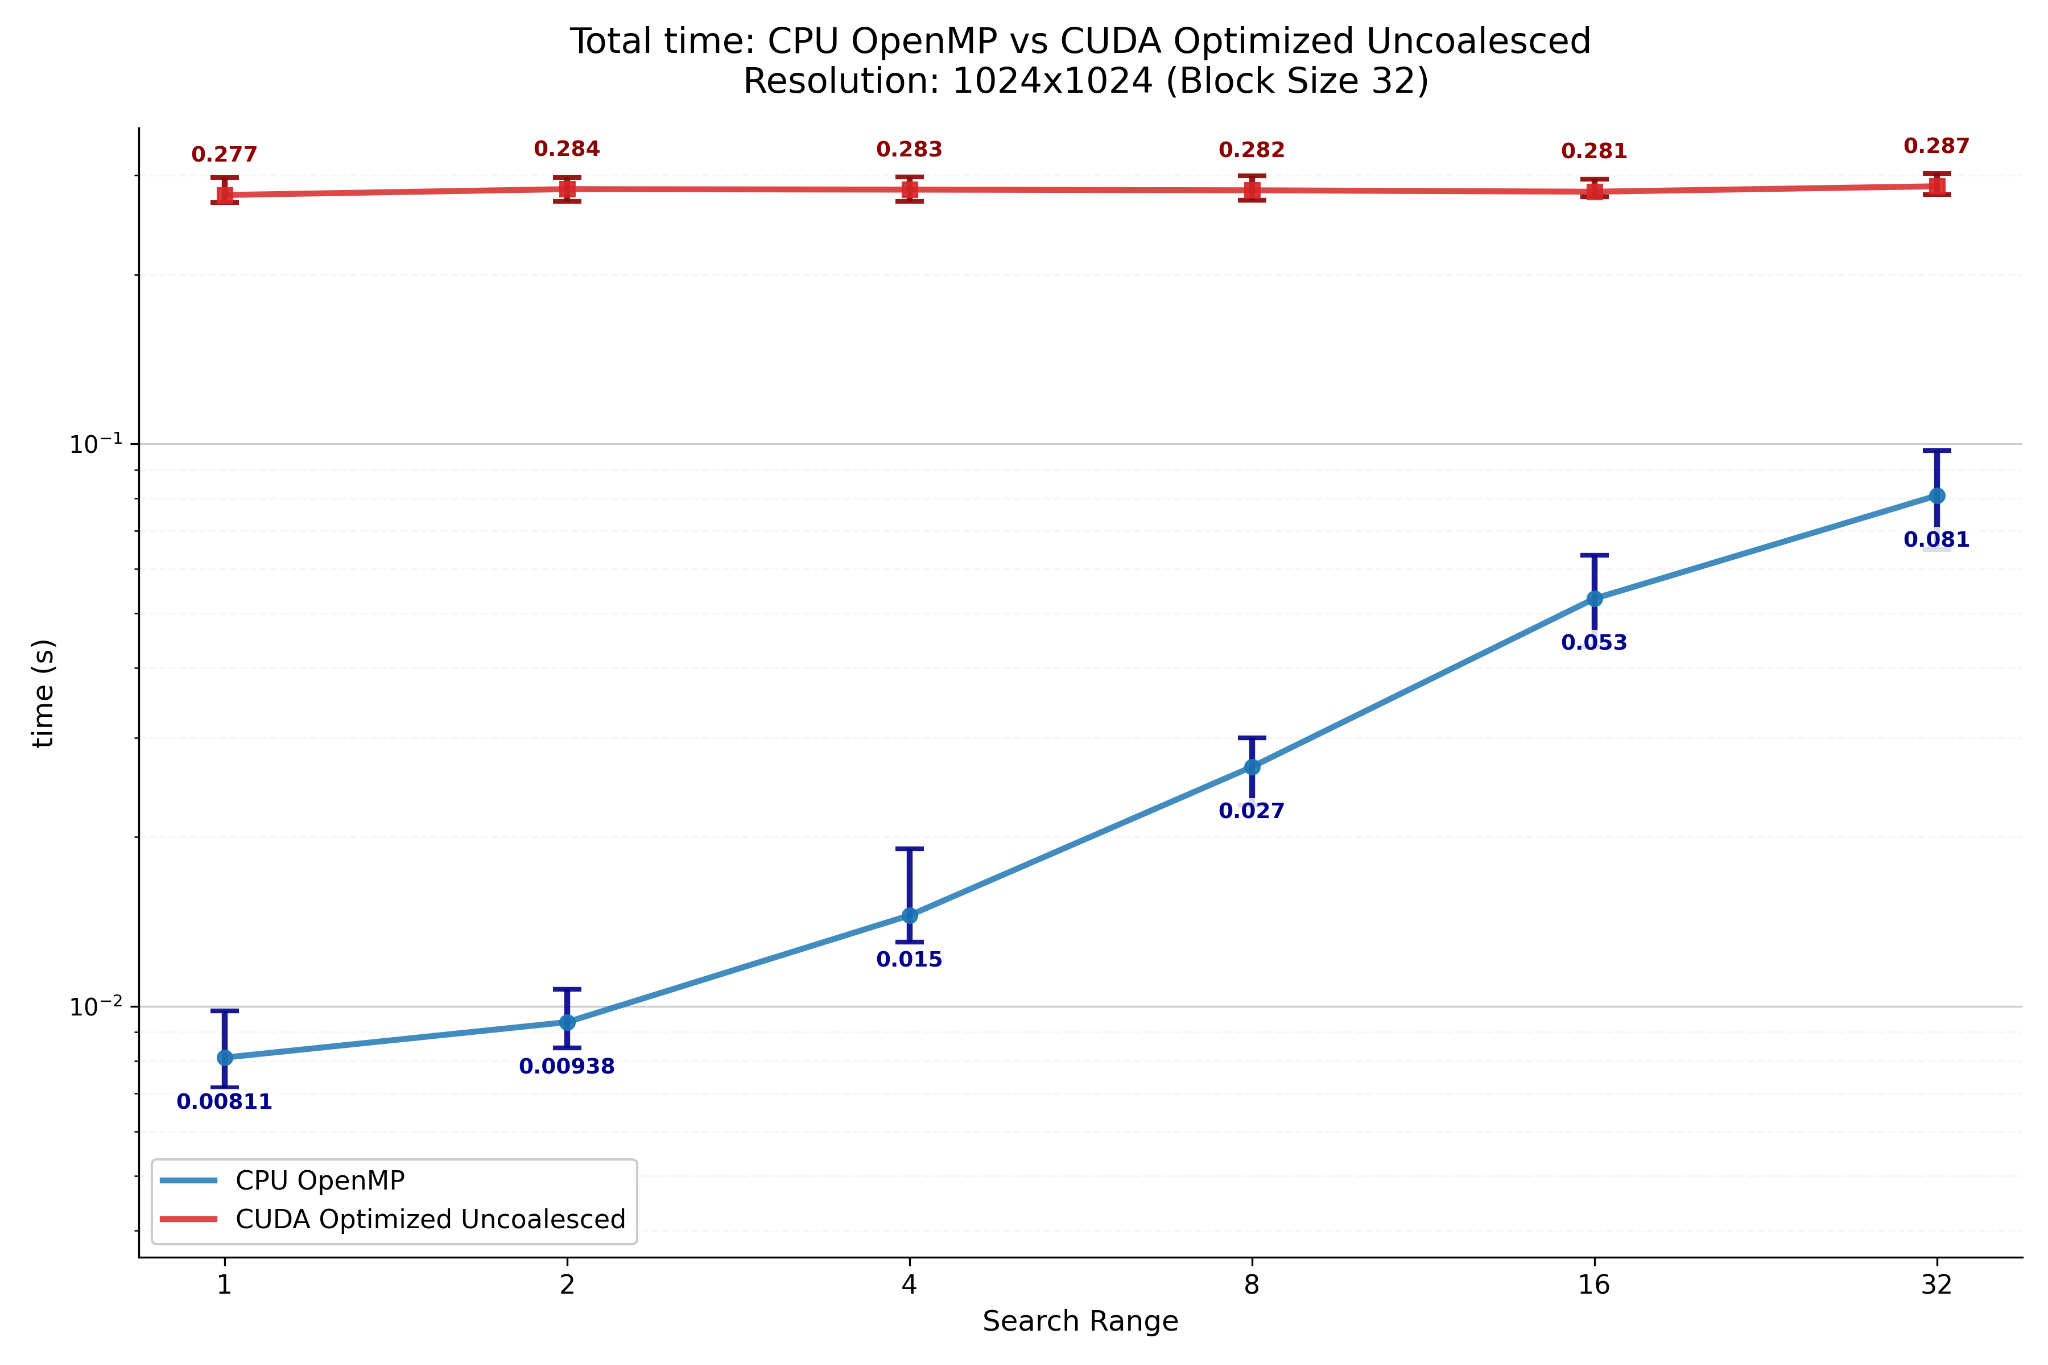 Total time: CPU OpenMP vs CUDA Optimized Uncoalesced
Resolution: 1024x1024 (Block Size 32)
0.277 0.284 0.283 0.282 0.281 0.287
10⁻¹
0.081
0.053
time (s)
0.027
0.015
10⁻²
0.00938
0.00811
CPU OpenMP
CUDA Optimized Uncoalesced
1 2 4 8 16 32
Search Range